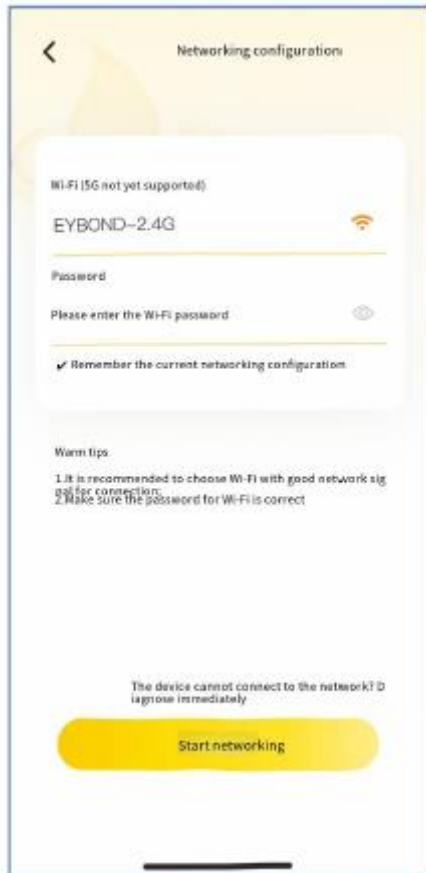 Networking configuration
Wi-Fi (5G not yet supported)
EYBOND-2.4G
Password
Please enter the Wi-Fi password
✔ Remember the current networking configuration
Warm tips
1.It is recommended to choose Wi-Fi with good network sig
nal for connection;
2.Make sure the password for Wi-Fi is correct
The device cannot connect to the network? D
iagnose immediately
Start networking